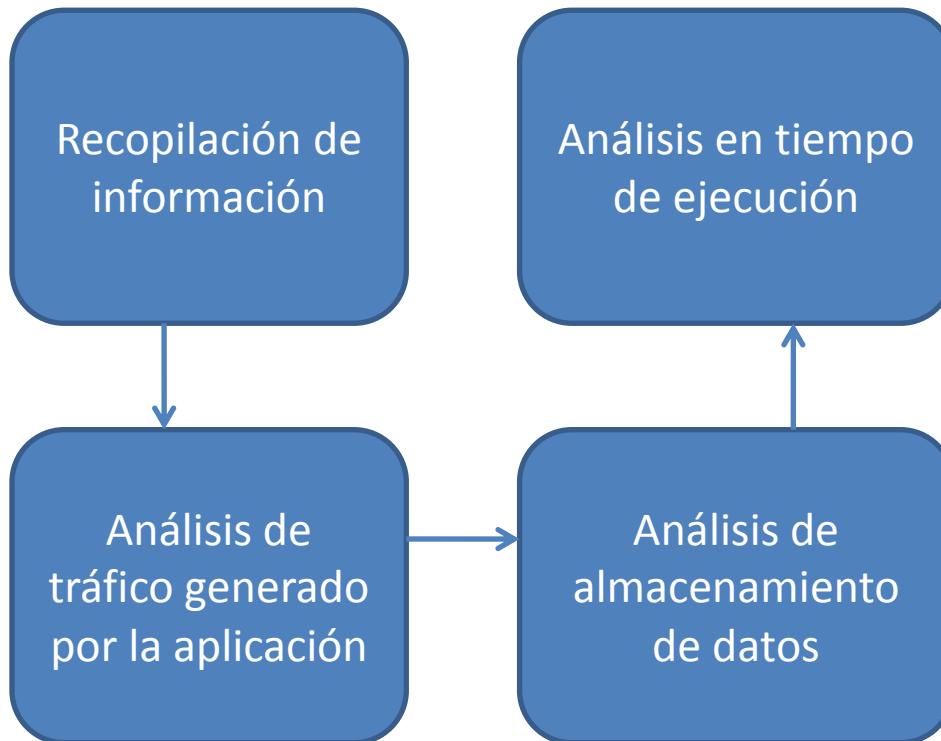 Recopilación de
información
Análisis de
tráfico generado
por la aplicación
Análisis de
almacenamiento
de datos
Análisis en tiempo
de ejecución